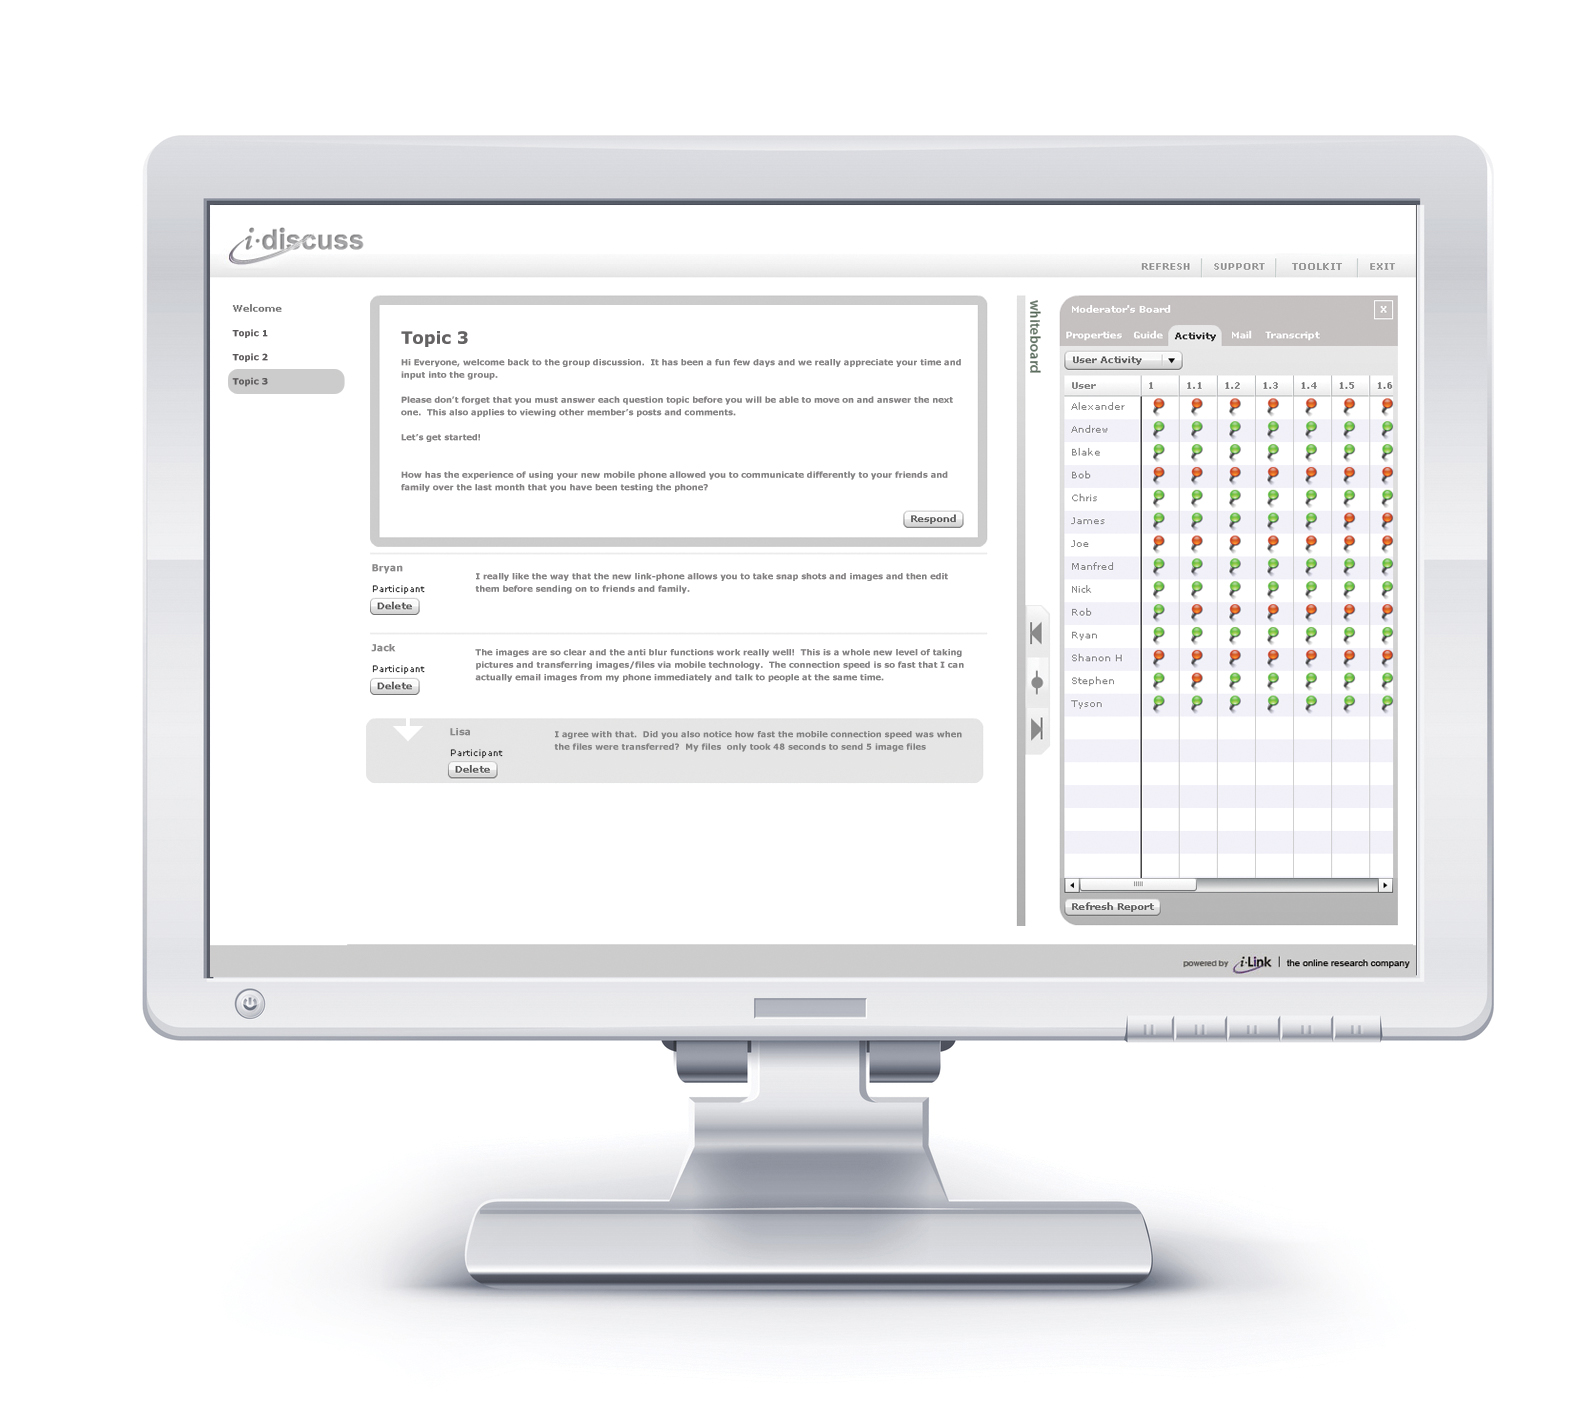 i·discuss
REFRESH SUPPORT TOOLKIT EXIT
Welcome
Topic 1
Topic 2
Topic 3
Topic 3
Hi Everyone, welcome back to the group discussion. It has been a fun few days and we really appreciate your time and
input into the group.
Please don't forget that you must answer each question topic before you will be able to move on and answer the next
one. This also applies to viewing other member's posts and comments.
Let's get started!
How has the experience of using your new mobile phone allowed you to communicate differently to your friends and
family over the last month that you have been testing the phone?
Respond
Bryan
Participant
Delete
I really like the way that the new link-phone allows you to take snap shots and images and then edit
them before sending on to friends and family.
Jack
Participant
Delete
The images are so clear and the anti blur functions work really well! This is a whole new level of taking
pictures and transferring images/files via mobile technology. The connection speed is so fast that I can
actually email images from my phone immediately and talk to people at the same time.
Lisa
Participant
Delete
I agree with that. Did you also notice how fast the mobile connection speed was when
the files were transferred? My files only took 48 seconds to send 5 image files
whiteboard
Moderator's Board X
Properties Guide Activity Mail Transcript
User Activity
User 1 1.1 1.2 1.3 1.4 1.5 1.6
Alexander
Andrew
Blake
Bob
Chris
James
Joe
Manfred
Nick
Rob
Ryan
Shanon H
Stephen
Tyson
Refresh Report
powered by i·Link | the online research company